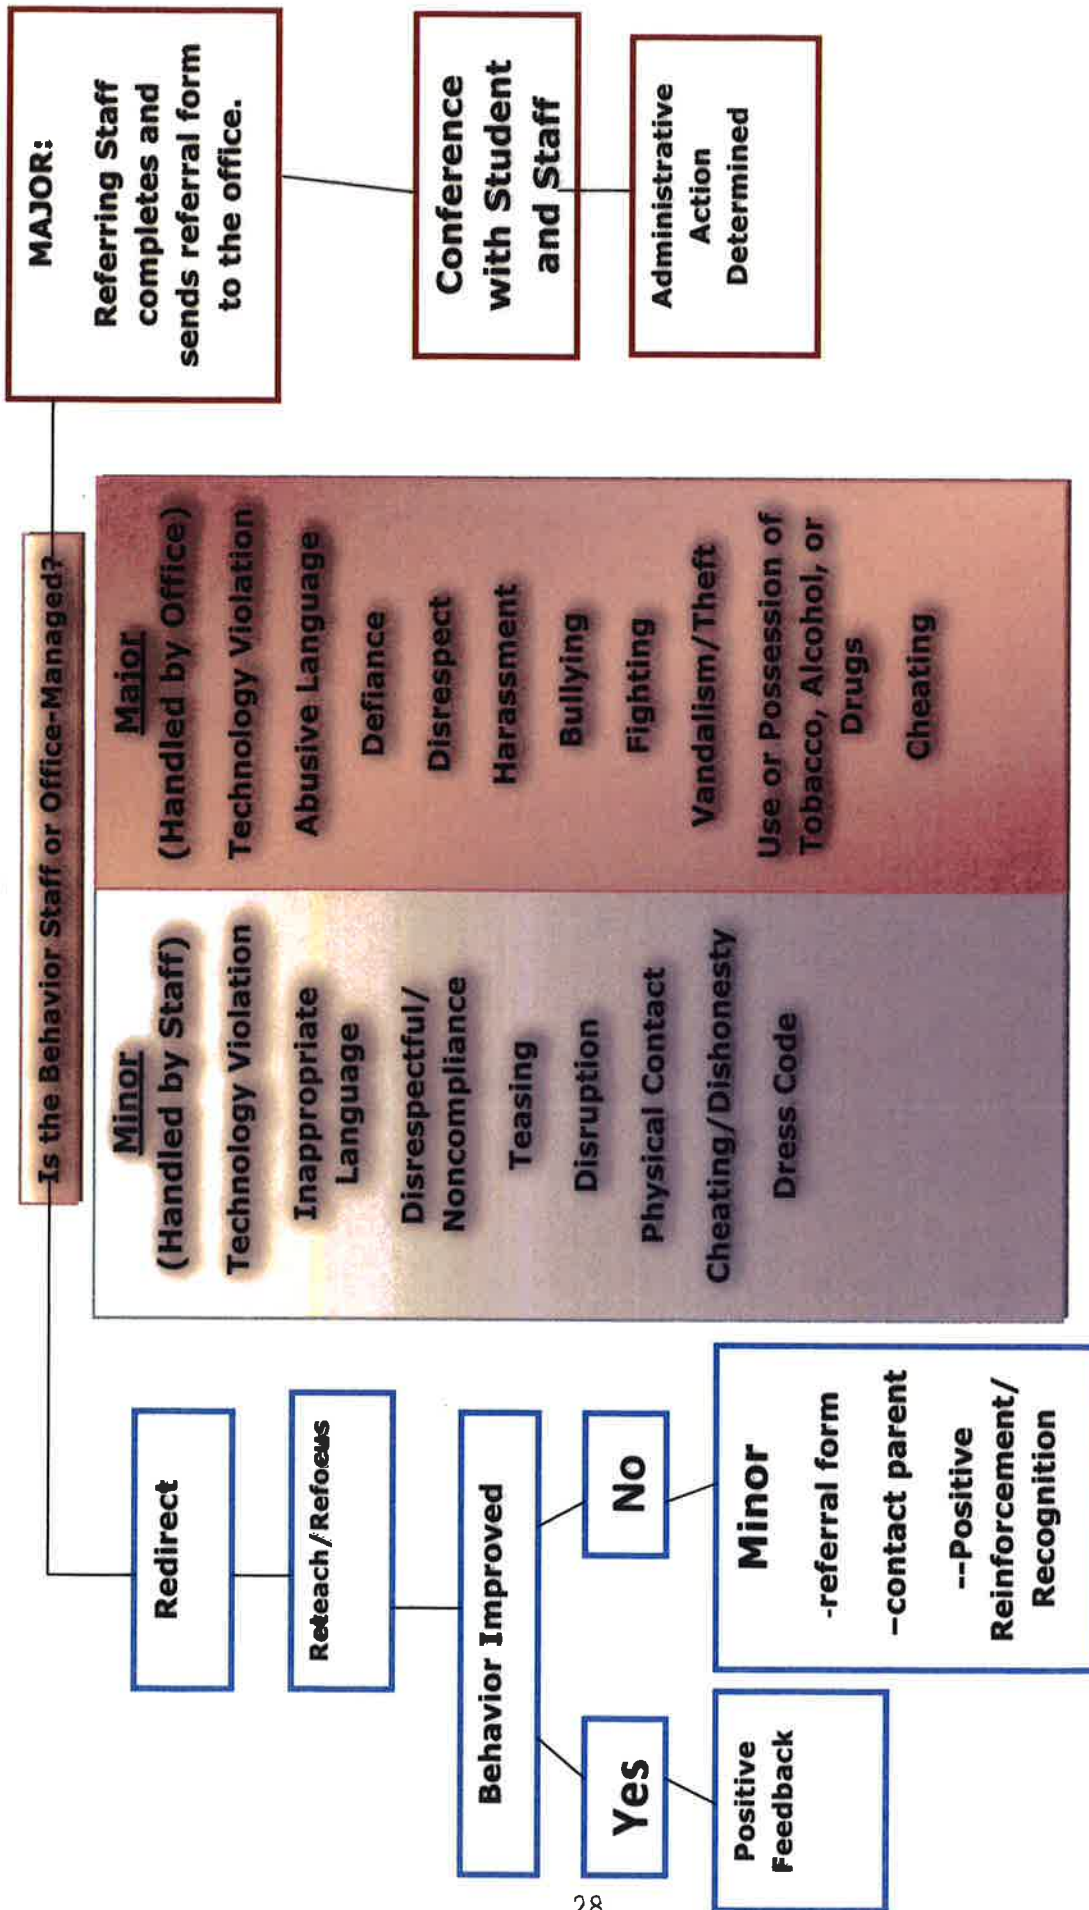 Is the Behavior Staff or Office-Managed?
Redirect
Reteach/Refocus
Behavior Improved
Yes
No
Positive
Feedback
Minor
-referral form
–contact parent
--Positive
Reinforcement/
Recognition
Minor
(Handled by Staff)
Technology Violation
Inappropriate
Language
Disrespectful/
Noncompliance
Teasing
Disruption
Physical Contact
Cheating/Dishonesty
Dress Code
Major
(Handled by Office)
Technology Violation
Abusive Language
Defiance
Disrespect
Harassment
Bullying
Fighting
Vandalism/Theft
Use or Possession of
Tobacco, Alcohol, or
Drugs
Cheating
MAJOR:
Referring Staff
completes and
sends referral form
to the office.
Conference
with Student
and Staff
Administrative
Action
Determined
28